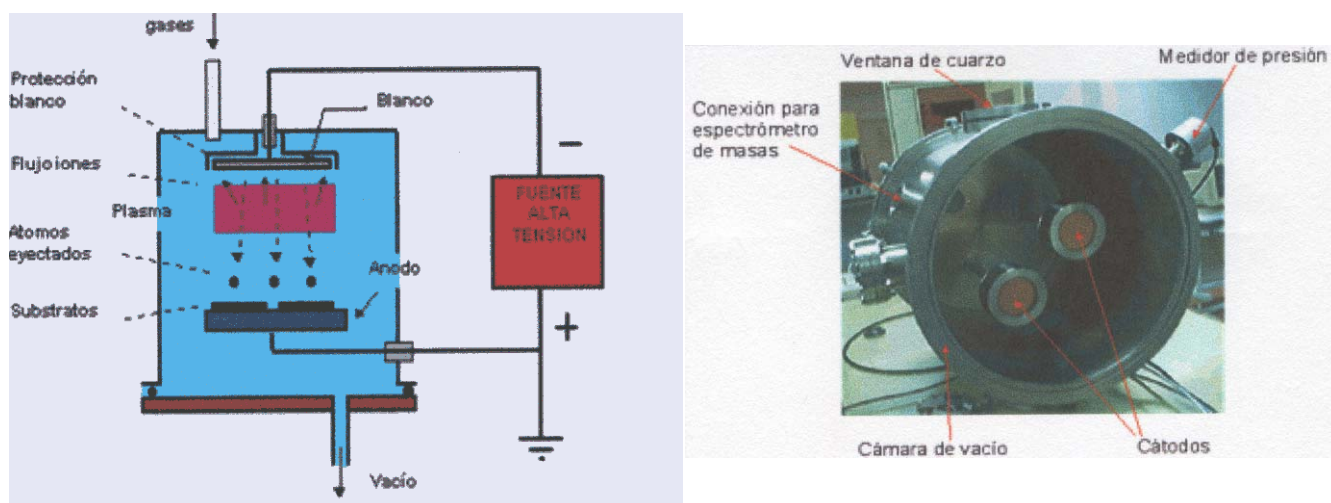 gases
Protección
blanco
Blanco
Flujo iones
Plasma
Atomos
eyectados
Anodo
Substratos
Vacío
−
FUENTE
ALTA
TENSION
+
Ventana de cuarzo
Medidor de presión
Conexión para
espectrómetro
de masas
Cámara de vacío
Cátodos